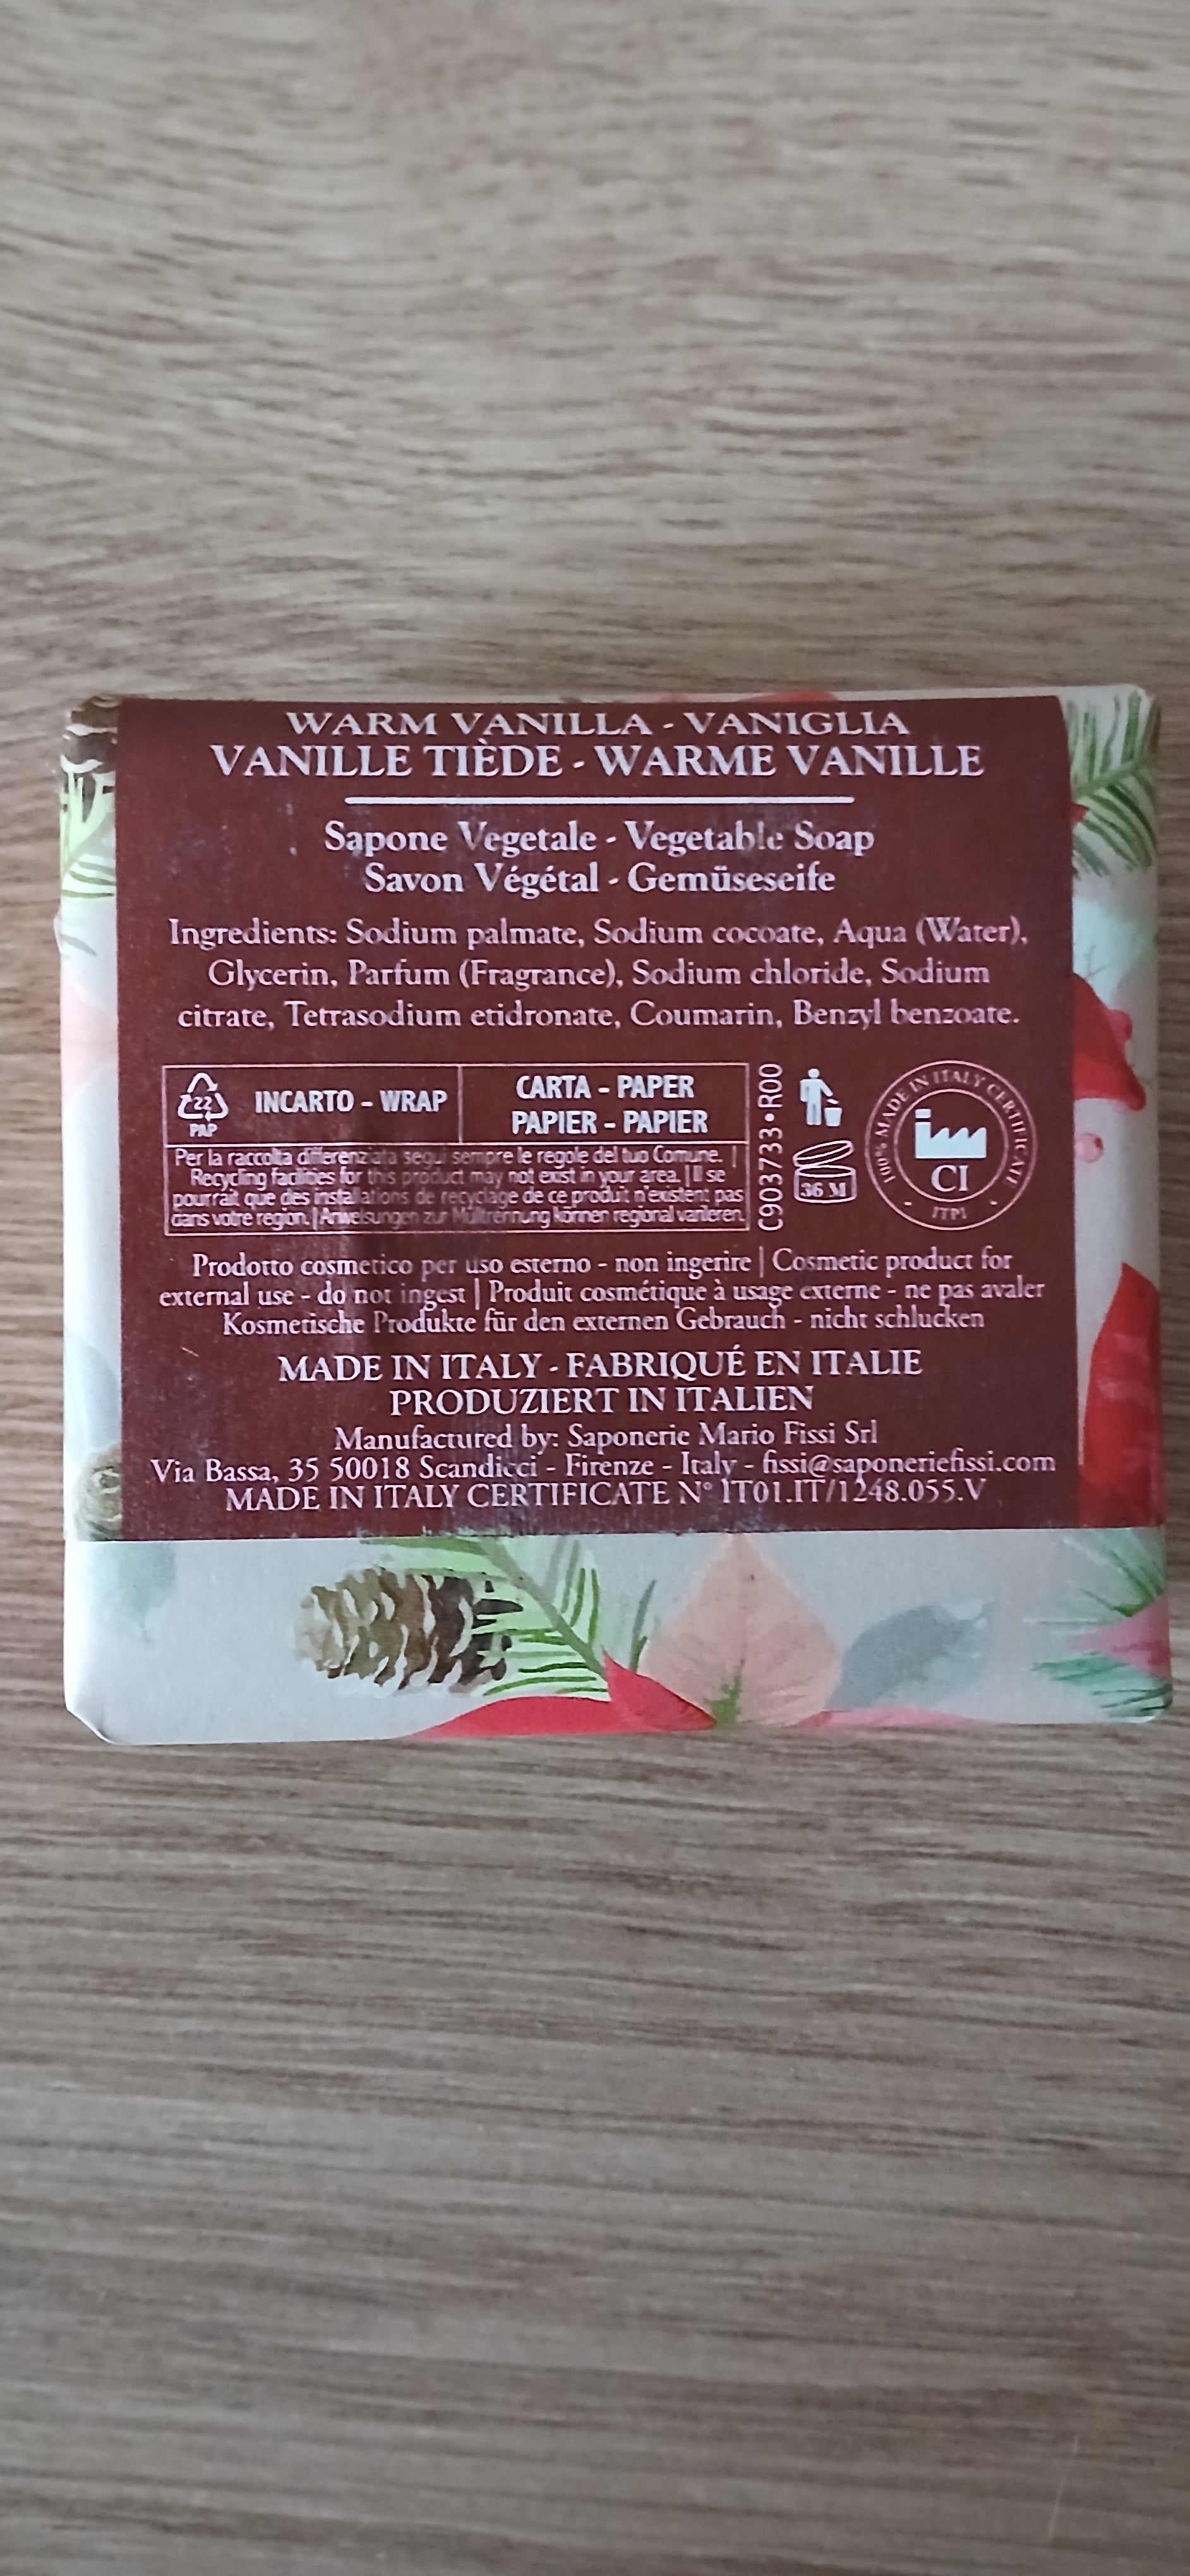 WARM VANILLA - VANIGLIA
VANILLE TIÈDE - WARME VANILLE
Sapone Vegetale - Vegetable Soap
Savon Végétal - Gemüseseife
Ingredients: Sodium palmate, Sodium cocoate, Aqua (Water),
Glycerin, Parfum (Fragrance), Sodium chloride, Sodium
citrate, Tetrasodium etidronate, Coumarin, Benzyl benzoate.
22
PAP
INCARTO - WRAP
CARTA - PAPER
PAPIER - PAPIER
Per la raccolta differenziata segui sempre le regole del tuo Comune. |
Recycling facilities for this product may not exist in your area. | Il se
pourrait que des installations de recyclage de ce produit n'existent pas
dans votre region. | Anweisungen zur Mülltrennung können regional variieren.
C903733•R00
36 M
100% MADE IN ITALY CERTIFICATE
CI
ITPI
Prodotto cosmetico per uso esterno - non ingerire | Cosmetic product for
external use - do not ingest | Produit cosmétique à usage externe - ne pas avaler
Kosmetische Produkte für den externen Gebrauch - nicht schlucken
MADE IN ITALY - FABRIQUÉ EN ITALIE
PRODUZIERT IN ITALIEN
Manufactured by: Saponerie Mario Fissi Srl
Via Bassa, 35 50018 Scandicci - Firenze - Italy - fissi@saponeriefissi.com
MADE IN ITALY CERTIFICATE N° IT01.IT/1248.055.V